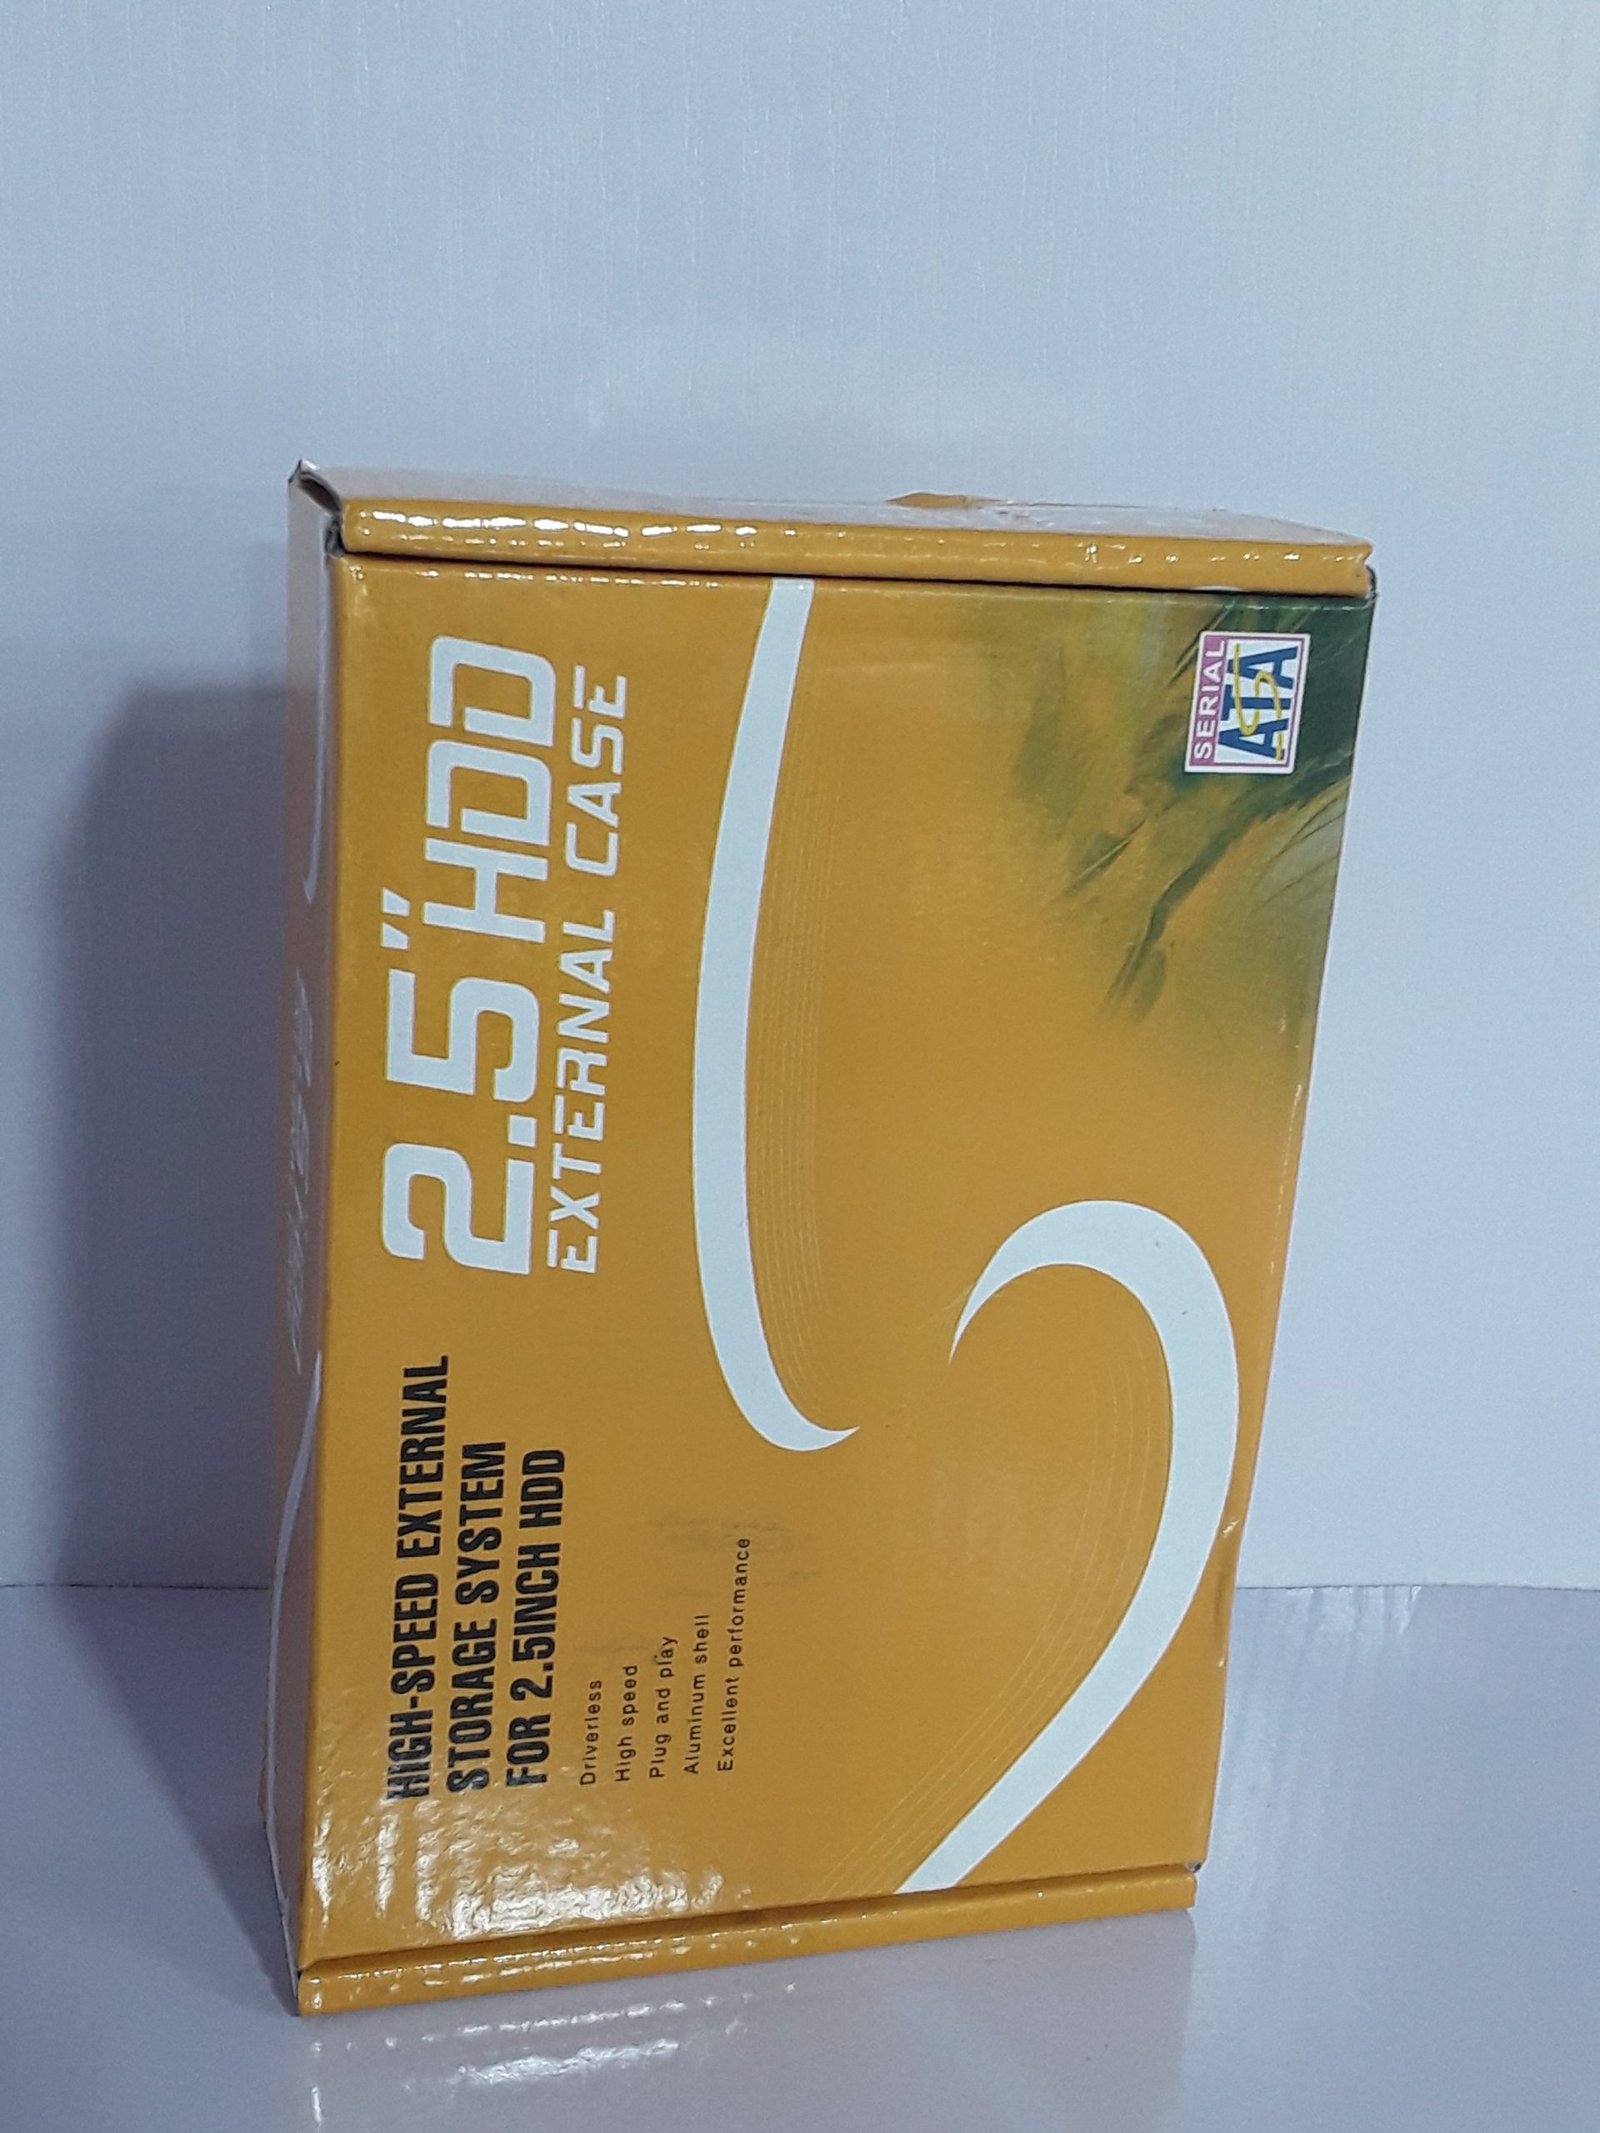 HIGH-SPEED EXTERNAL
STORAGE SYSTEM
FOR 2.5INCH HDD
Driverless
High speed
Plug and play
Aluminum shell
Excellent performance
2.5" HDD
EXTERNAL CASE
SERIAL
ATA